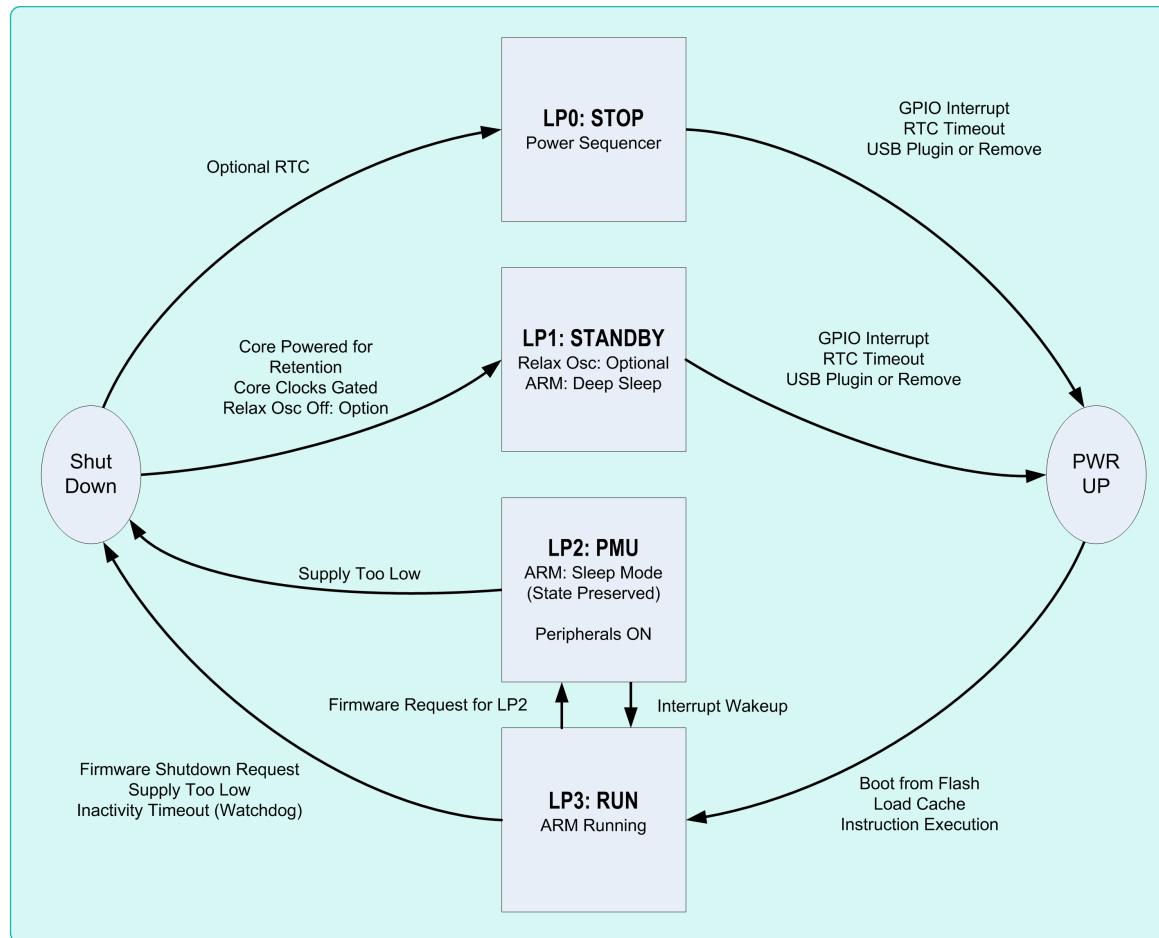 LP0: STOP
Power Sequencer
GPIO Interrupt
RTC Timeout
USB Plugin or Remove
Optional RTC
LP1: STANDBY
Relax Osc: Optional
ARM: Deep Sleep
Core Powered for
Retention
Core Clocks Gated
Relax Osc Off: Option
GPIO Interrupt
RTC Timeout
USB Plugin or Remove
Shut
Down
PWR
UP
LP2: PMU
ARM: Sleep Mode
(State Preserved)
Peripherals ON
Supply Too Low
Firmware Request for LP2
Interrupt Wakeup
Firmware Shutdown Request
Supply Too Low
Inactivity Timeout (Watchdog)
LP3: RUN
ARM Running
Boot from Flash
Load Cache
Instruction Execution